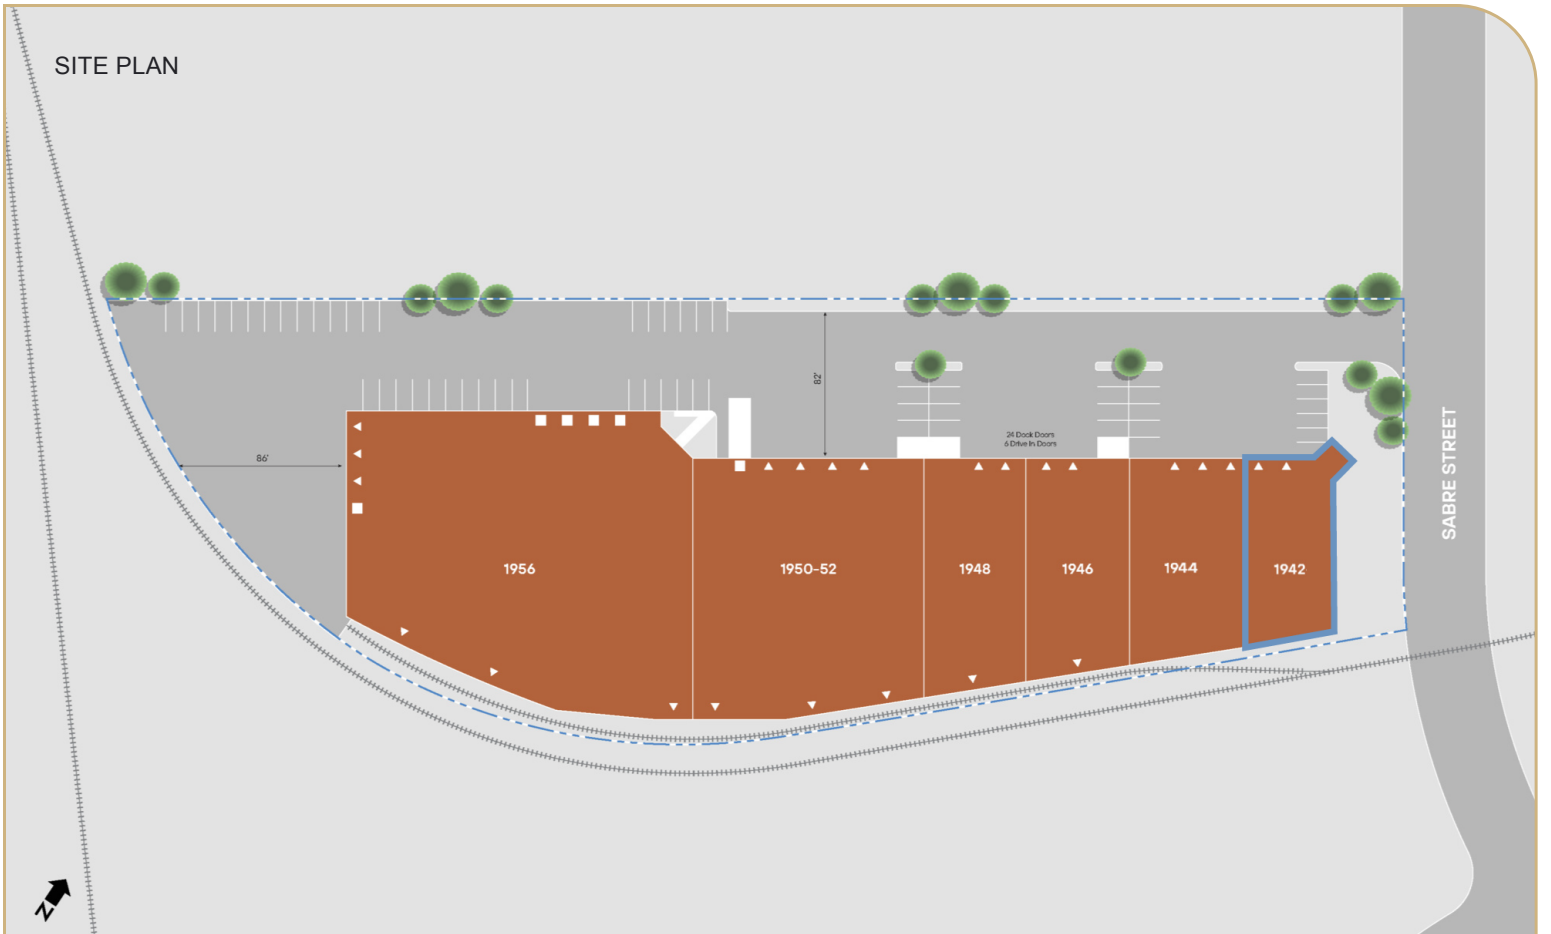 SITE PLAN
82'
24 Dock Doors
6 Drive In Doors
86'
SABRE STREET
1956
1950-52
1948
1946
1944
1942
N